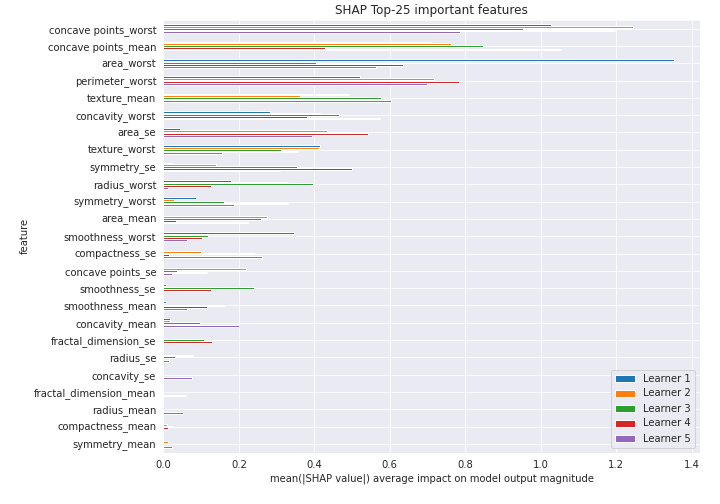 SHAP Top-25 important features
concave points_worst
concave points_mean
area_worst
perimeter_worst
texture_mean
concavity_worst
area_se
texture_worst
symmetry_se
radius_worst
symmetry_worst
area_mean
smoothness_worst
compactness_se
concave points_se
smoothness_se
smoothness_mean
concavity_mean
fractal_dimension_se
radius_se
concavity_se
fractal_dimension_mean
radius_mean
compactness_mean
symmetry_mean
feature
Learner 1
Learner 2
Learner 3
Learner 4
Learner 5
0.0 0.2 0.4 0.6 0.8 1.0 1.2 1.4
mean(|SHAP value|) average impact on model output magnitude